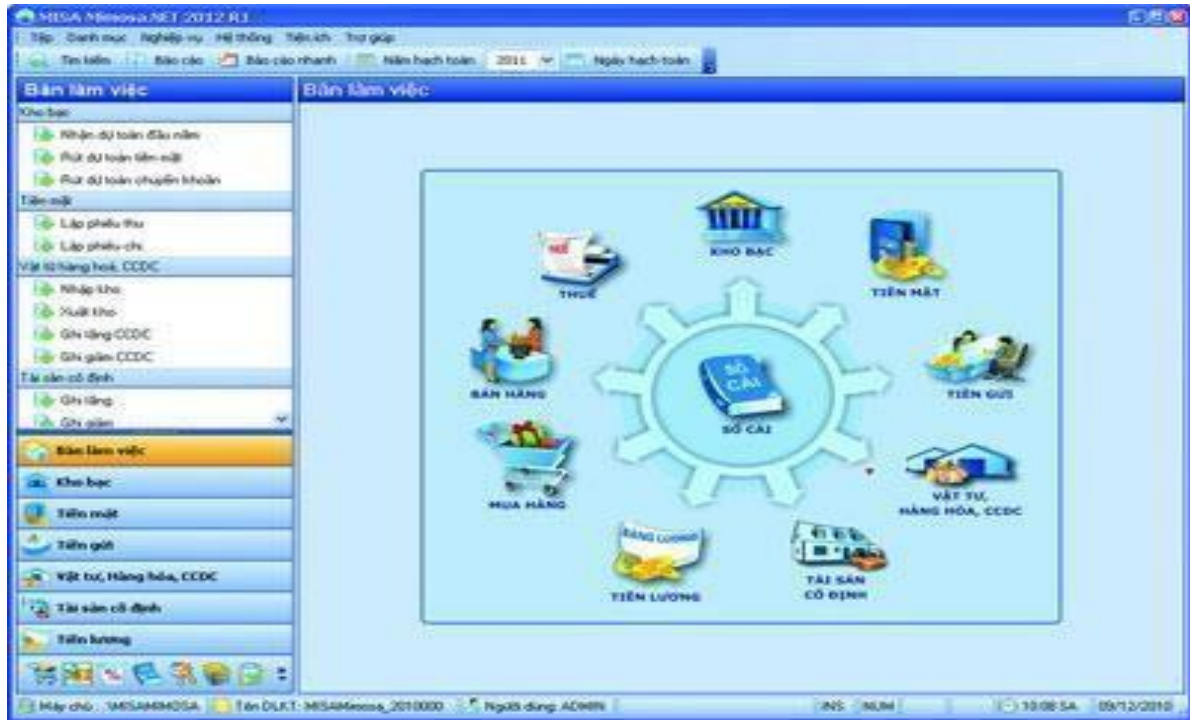 MISA Mimosa.NET 2012 R1
Tệp Danh mục Nghiệp vụ Hệ thống Tiện ích Trợ giúp
Tìm kiếm Báo cáo Báo cáo nhanh Năm hạch toán 2011 Ngày hạch toán
Bàn làm việc
Bàn làm việc
Kho bạc
Nhận dự toán đầu năm
Rút dự toán tiền mặt
Rút dự toán chuyển khoản
Tiền mặt
Lập phiếu thu
Lập phiếu chi
Vật tư hàng hoá, CCDC
Nhập kho
Xuất kho
Ghi tăng CCDC
Ghi giảm CCDC
Tài sản cố định
Ghi tăng
Ghi giảm
Bàn làm việc
Kho bạc
Tiền mặt
Tiền gửi
Vật tư, Hàng hóa, CCDC
Tài sản cố định
Tiền lương
KHO BẠC
THUẾ
TIỀN MẶT
BÁN HÀNG
SỔ
CÁI
SỔ CÁI
TIỀN GỬI
MUA HÀNG
VẬT TƯ,
HÀNG HÓA, CCDC
BẢNG LƯƠNG
TIỀN LƯƠNG
TÀI SẢN
CỐ ĐỊNH
Máy chủ : \MISAMIMOSA Tên DLKT: MISAMimosa_2010000 Người dùng: ADMIN INS NUM 10:08 SA 09/12/2010